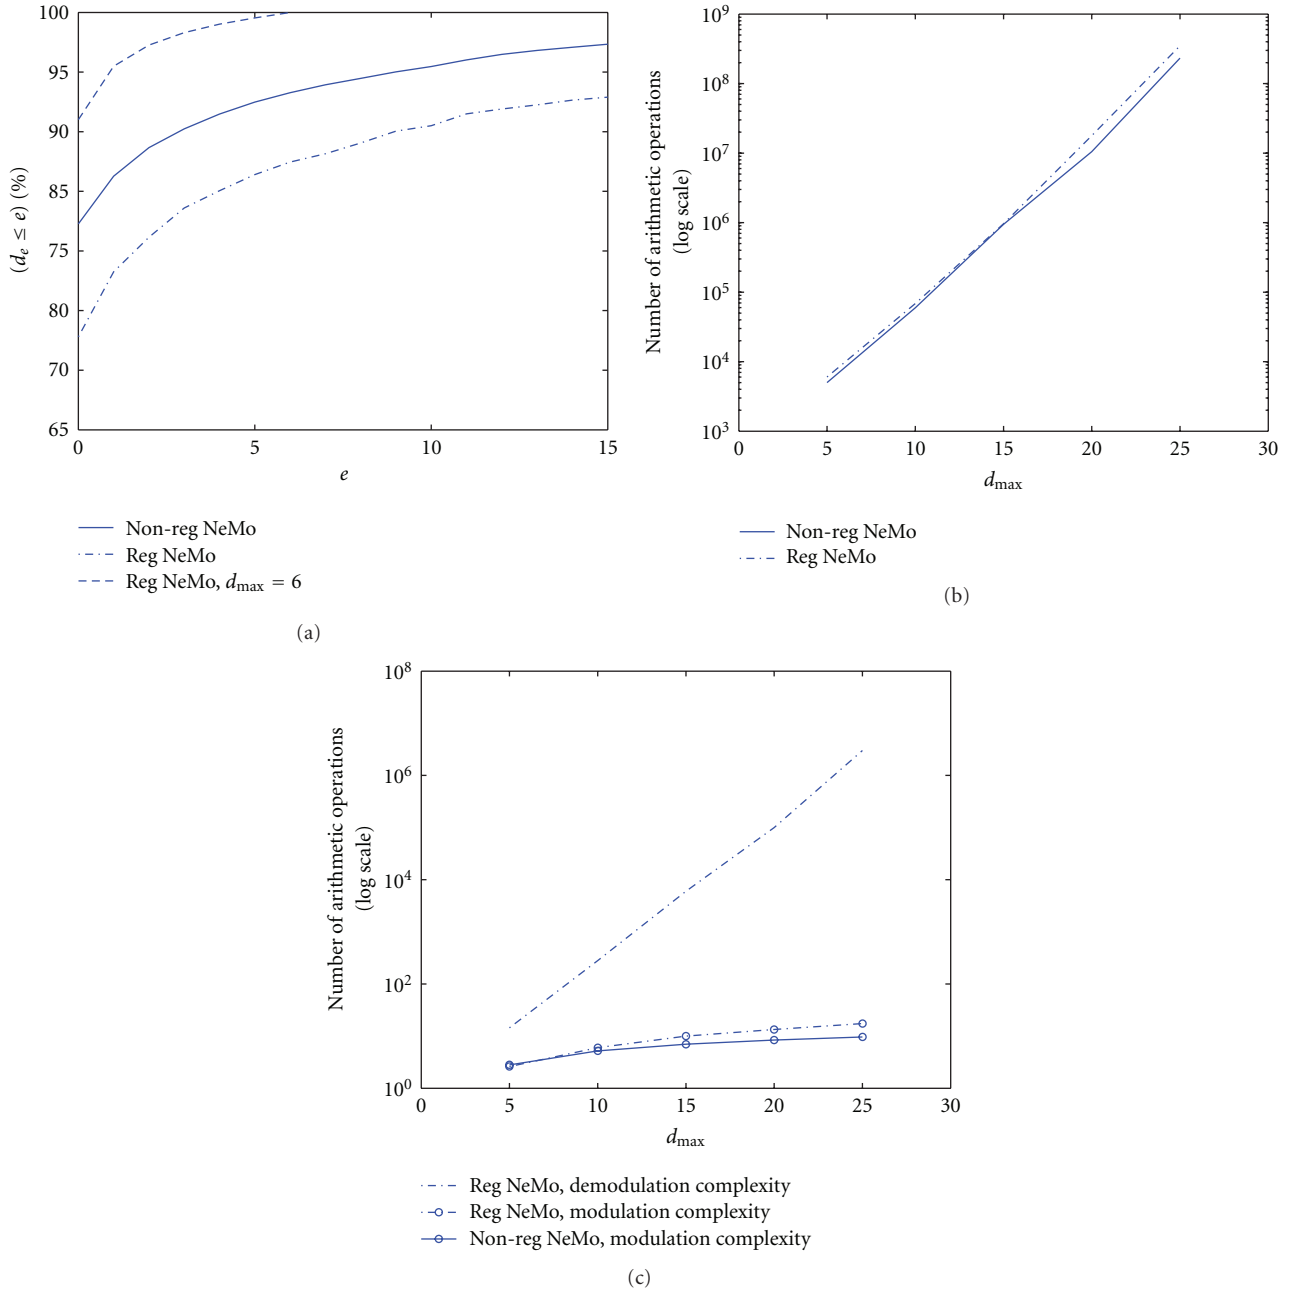 100
95
90
85
75
80
70
65
0
5
10
15
(d_e ≤ e) (%)
e
Non-reg NeMo
Reg NeMo
Reg NeMo, d_max = 6
(a)
10^9
10^8
10^7
10^6
10^5
10^4
10^3
0
5
10
15
20
25
30
Number of arithmetic operations
(log scale)
d_max
Non-reg NeMo
Reg NeMo
(b)
10^8
10^6
10^4
10^2
10^0
0
5
10
15
20
25
30
Number of arithmetic operations
(log scale)
d_max
Reg NeMo, demodulation complexity
Reg NeMo, modulation complexity
Non-reg NeMo, modulation complexity
(c)